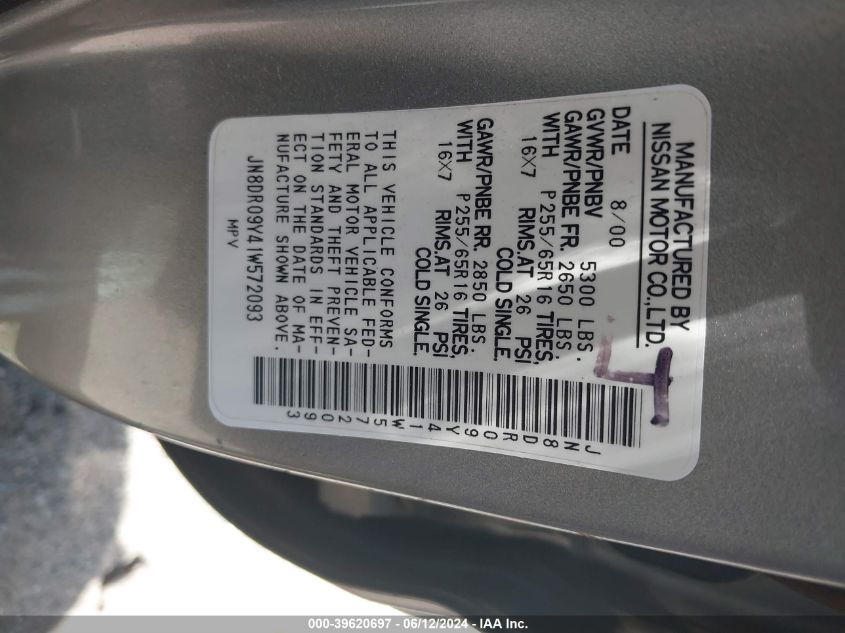 MANUFACTURED BY
NISSAN MOTOR CO.,LTD.
DATE 8/00
GVWR/PNBV 5300 LBS.
GAWR/PNBE FR. 2650 LBS.
WITH P255/65R16 TIRES,
16X7 RIMS.AT 26 PSI
COLD SINGLE.
GAWR/PNBE RR. 2850 LBS.
WITH P255/65R16 TIRES,
16X7 RIMS.AT 26 PSI
COLD SINGLE.
THIS VEHICLE CONFORMS
TO ALL APPLICABLE FED-
ERAL MOTOR VEHICLE SA-
FETY AND THEFT PREVEN-
TION STANDARDS IN EFF-
ECT ON THE DATE OF MA-
NUFACTURE SHOWN ABOVE.
JN8DR09Y41W572093
MPV
JN8DR09Y41W572093
000-39620697 - 06/12/2024 - IAA Inc.